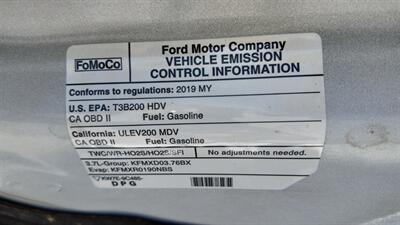 FoMoCo
Ford Motor Company
VEHICLE EMISSION
CONTROL INFORMATION
Conforms to regulations: 2019 MY
U.S. EPA: T3B200 HDV
CA OBD II Fuel: Gasoline
California: ULEV200 MDV
CA OBD II Fuel: Gasoline
TWC/WR-HO2S/HO2S/SFI No adjustments needed.
3.7L-Group: KFMXD03.76BX
Evap: KFMXR0190NBS
KW7E-9C485-
DPG